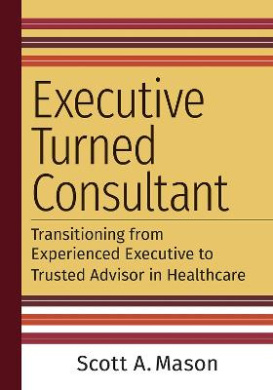 Executive
Turned
Consultant
Transitioning from
Experienced Executive to
Trusted Advisor in Healthcare
Scott A. Mason